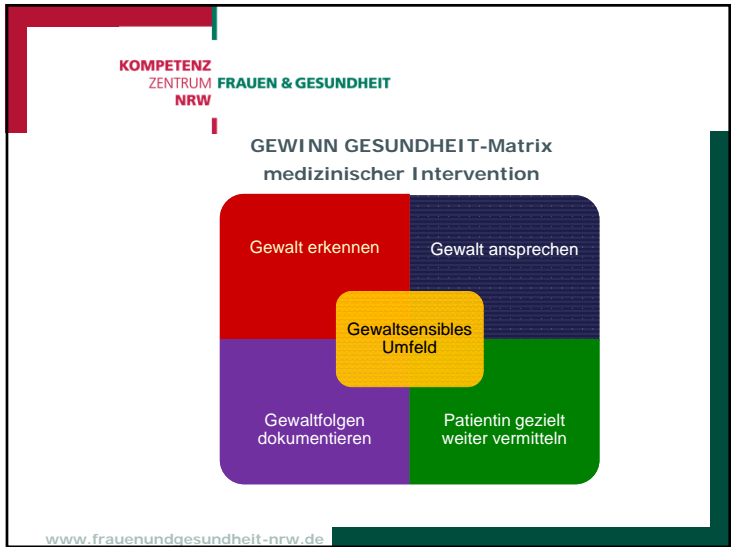 KOMPETENZ
ZENTRUM FRAUEN & GESUNDHEIT
NRW
GEWINN GESUNDHEIT-Matrix
medizinischer Intervention
Gewalt erkennen
Gewalt ansprechen
Gewaltsensibles
Umfeld
Gewaltfolgen
dokumentieren
Patientin gezielt
weiter vermitteln
www.frauenundgesundheit-nrw.de